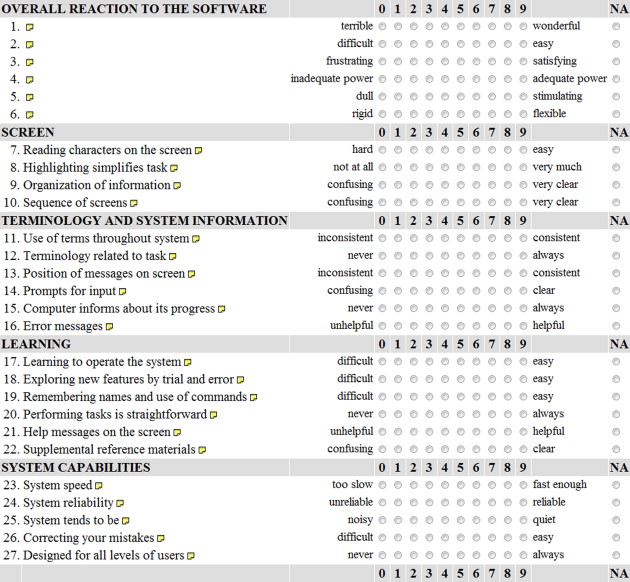 OVERALL REACTION TO THE SOFTWARE 0 1 2 3 4 5 6 7 8 9 NA
1. terrible wonderful
2. difficult easy
3. frustrating satisfying
4. inadequate power adequate power
5. dull stimulating
6. rigid flexible
SCREEN 0 1 2 3 4 5 6 7 8 9 NA
7. Reading characters on the screen hard easy
8. Highlighting simplifies task not at all very much
9. Organization of information confusing very clear
10. Sequence of screens confusing very clear
TERMINOLOGY AND SYSTEM INFORMATION 0 1 2 3 4 5 6 7 8 9 NA
11. Use of terms throughout system inconsistent consistent
12. Terminology related to task never always
13. Position of messages on screen inconsistent consistent
14. Prompts for input confusing clear
15. Computer informs about its progress never always
16. Error messages unhelpful helpful
LEARNING 0 1 2 3 4 5 6 7 8 9 NA
17. Learning to operate the system difficult easy
18. Exploring new features by trial and error difficult easy
19. Remembering names and use of commands difficult easy
20. Performing tasks is straightforward never always
21. Help messages on the screen unhelpful helpful
22. Supplemental reference materials confusing clear
SYSTEM CAPABILITIES 0 1 2 3 4 5 6 7 8 9 NA
23. System speed too slow fast enough
24. System reliability unreliable reliable
25. System tends to be noisy quiet
26. Correcting your mistakes difficult easy
27. Designed for all levels of users never always
0 1 2 3 4 5 6 7 8 9 NA